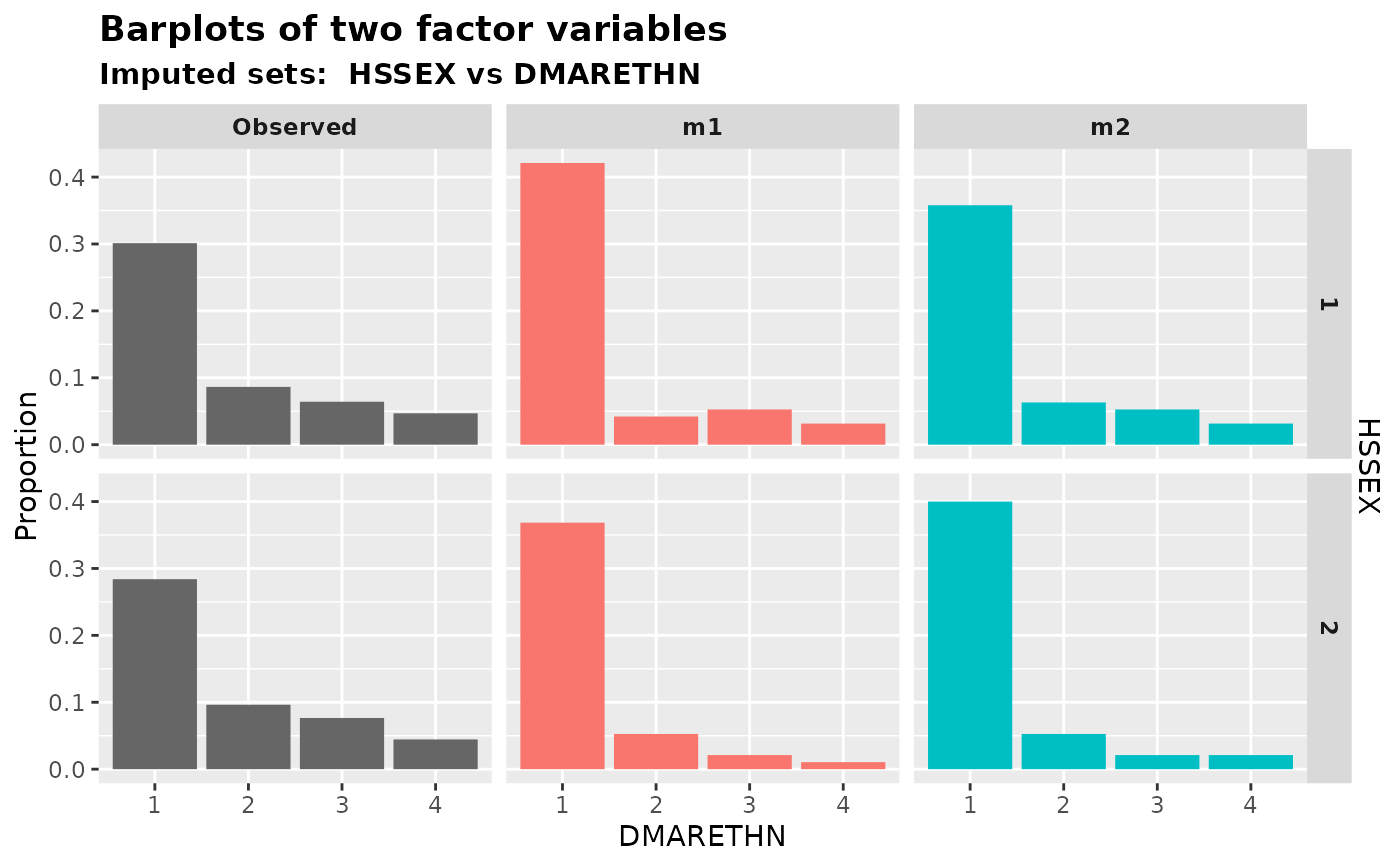 Barplots of two factor variables
Imputed sets:  HSSEX vs DMARETHN
Observed m1 m2
0.4
0.3
0.2
0.1
0.0
1
0.4
0.3
0.2
0.1
0.0
2
Proportion
HSSEX
1 2 3 4 1 2 3 4 1 2 3 4
DMARETHN